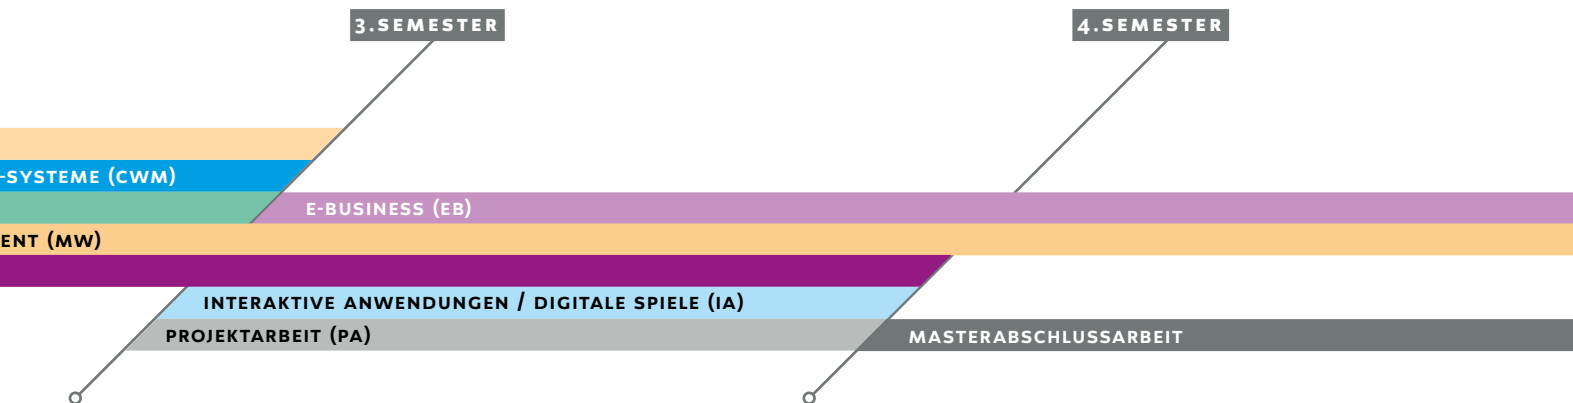 3.SEMESTER
4.SEMESTER
-SYSTEME (CWM)
E-BUSINESS (EB)
ENT (MW)
INTERAKTIVE ANWENDUNGEN / DIGITALE SPIELE (IA)
PROJEKTARBEIT (PA)
MASTERABSCHLUSSARBEIT